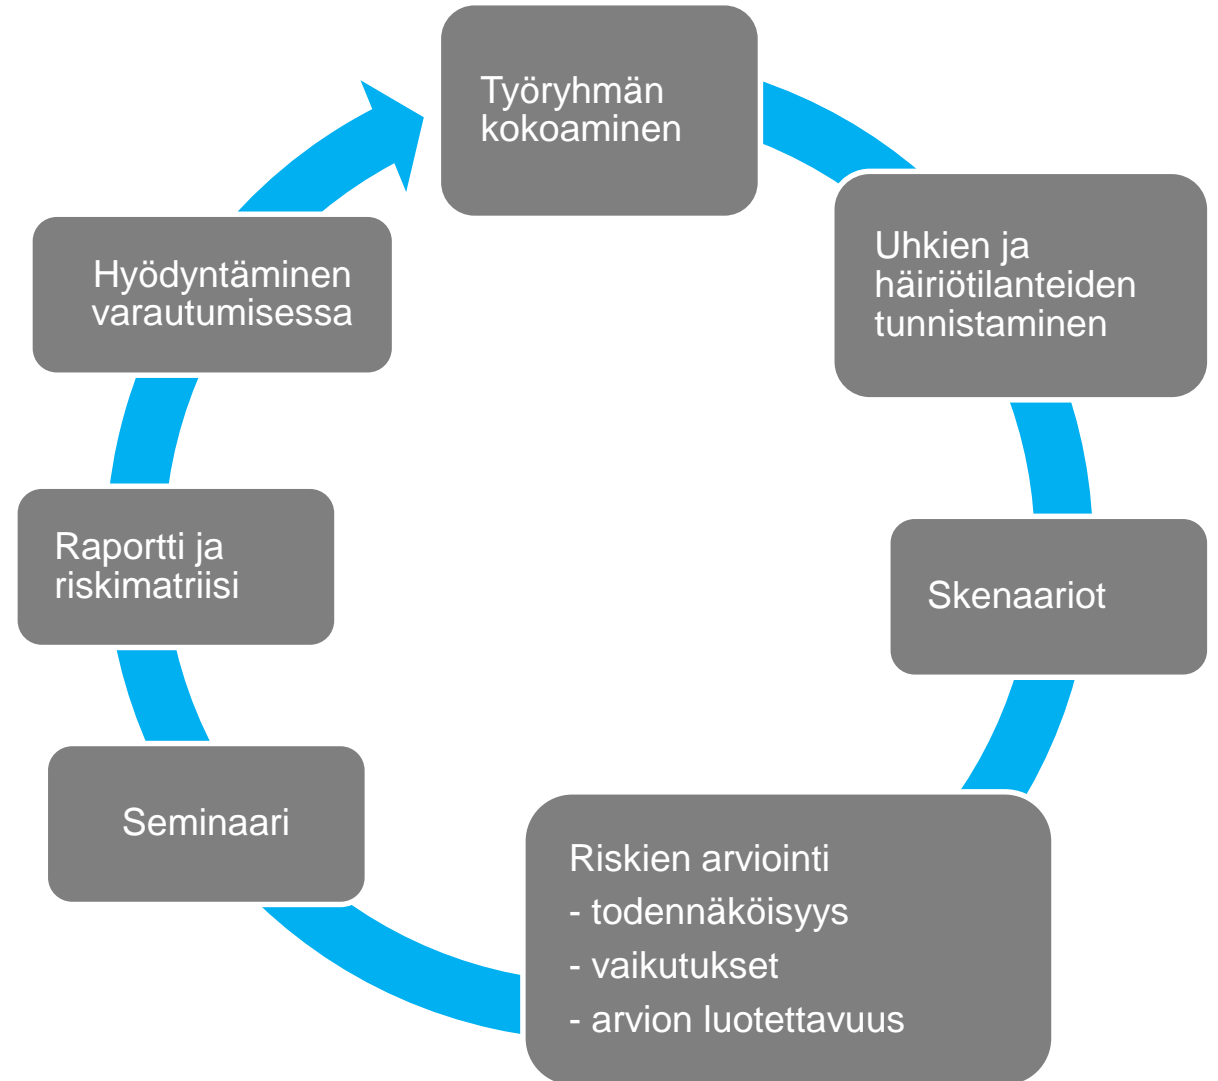 Työryhmän
kokoaminen
Uhkien ja
häiriötilanteiden
tunnistaminen
Skenaariot
Riskien arviointi
- todennäköisyys
- vaikutukset
- arvion luotettavuus
Seminaari
Raportti ja
riskimatriisi
Hyödyntäminen
varautumisessa